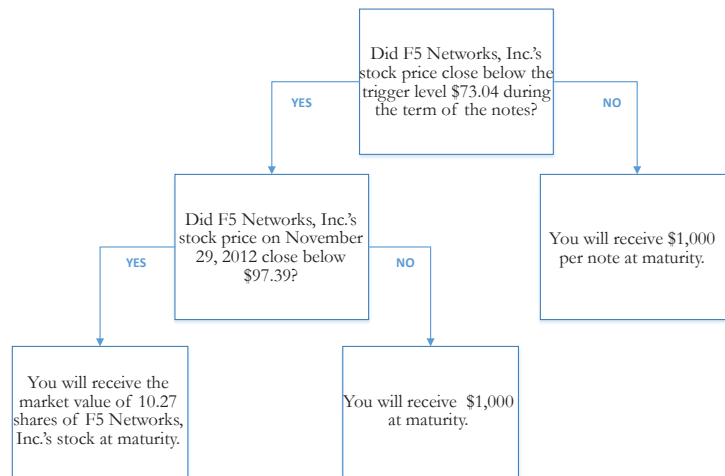 Did F5 Networks, Inc.'s
stock price close below the
trigger level $73.04 during
the term of the notes?
YES
NO
Did F5 Networks, Inc.'s
stock price on November
29, 2012 close below
$97.39?
You will receive $1,000
per note at maturity.
YES
NO
You will receive the
market value of 10.27
shares of F5 Networks,
Inc.'s stock at maturity.
You will receive $1,000
at maturity.